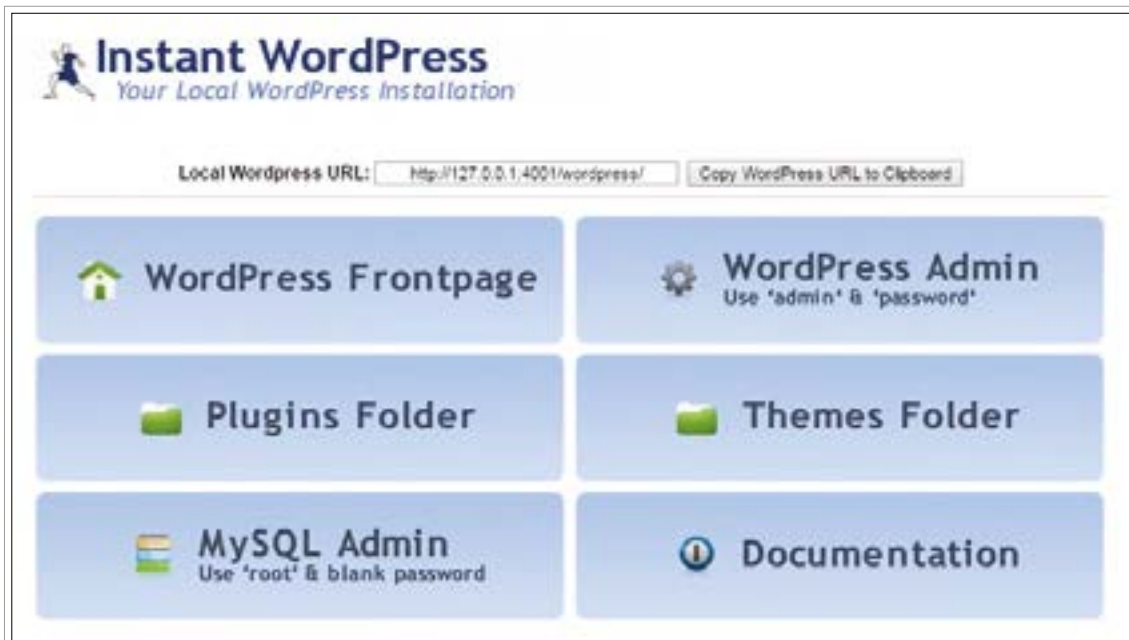 Instant WordPress
Your Local WordPress Installation
Local Wordpress URL: http://127.0.0.1:4001/wordpress/ Copy WordPress URL to Clipboard
WordPress Frontpage
WordPress Admin
Use 'admin' & 'password'
Plugins Folder
Themes Folder
MySQL Admin
Use 'root' & blank password
Documentation